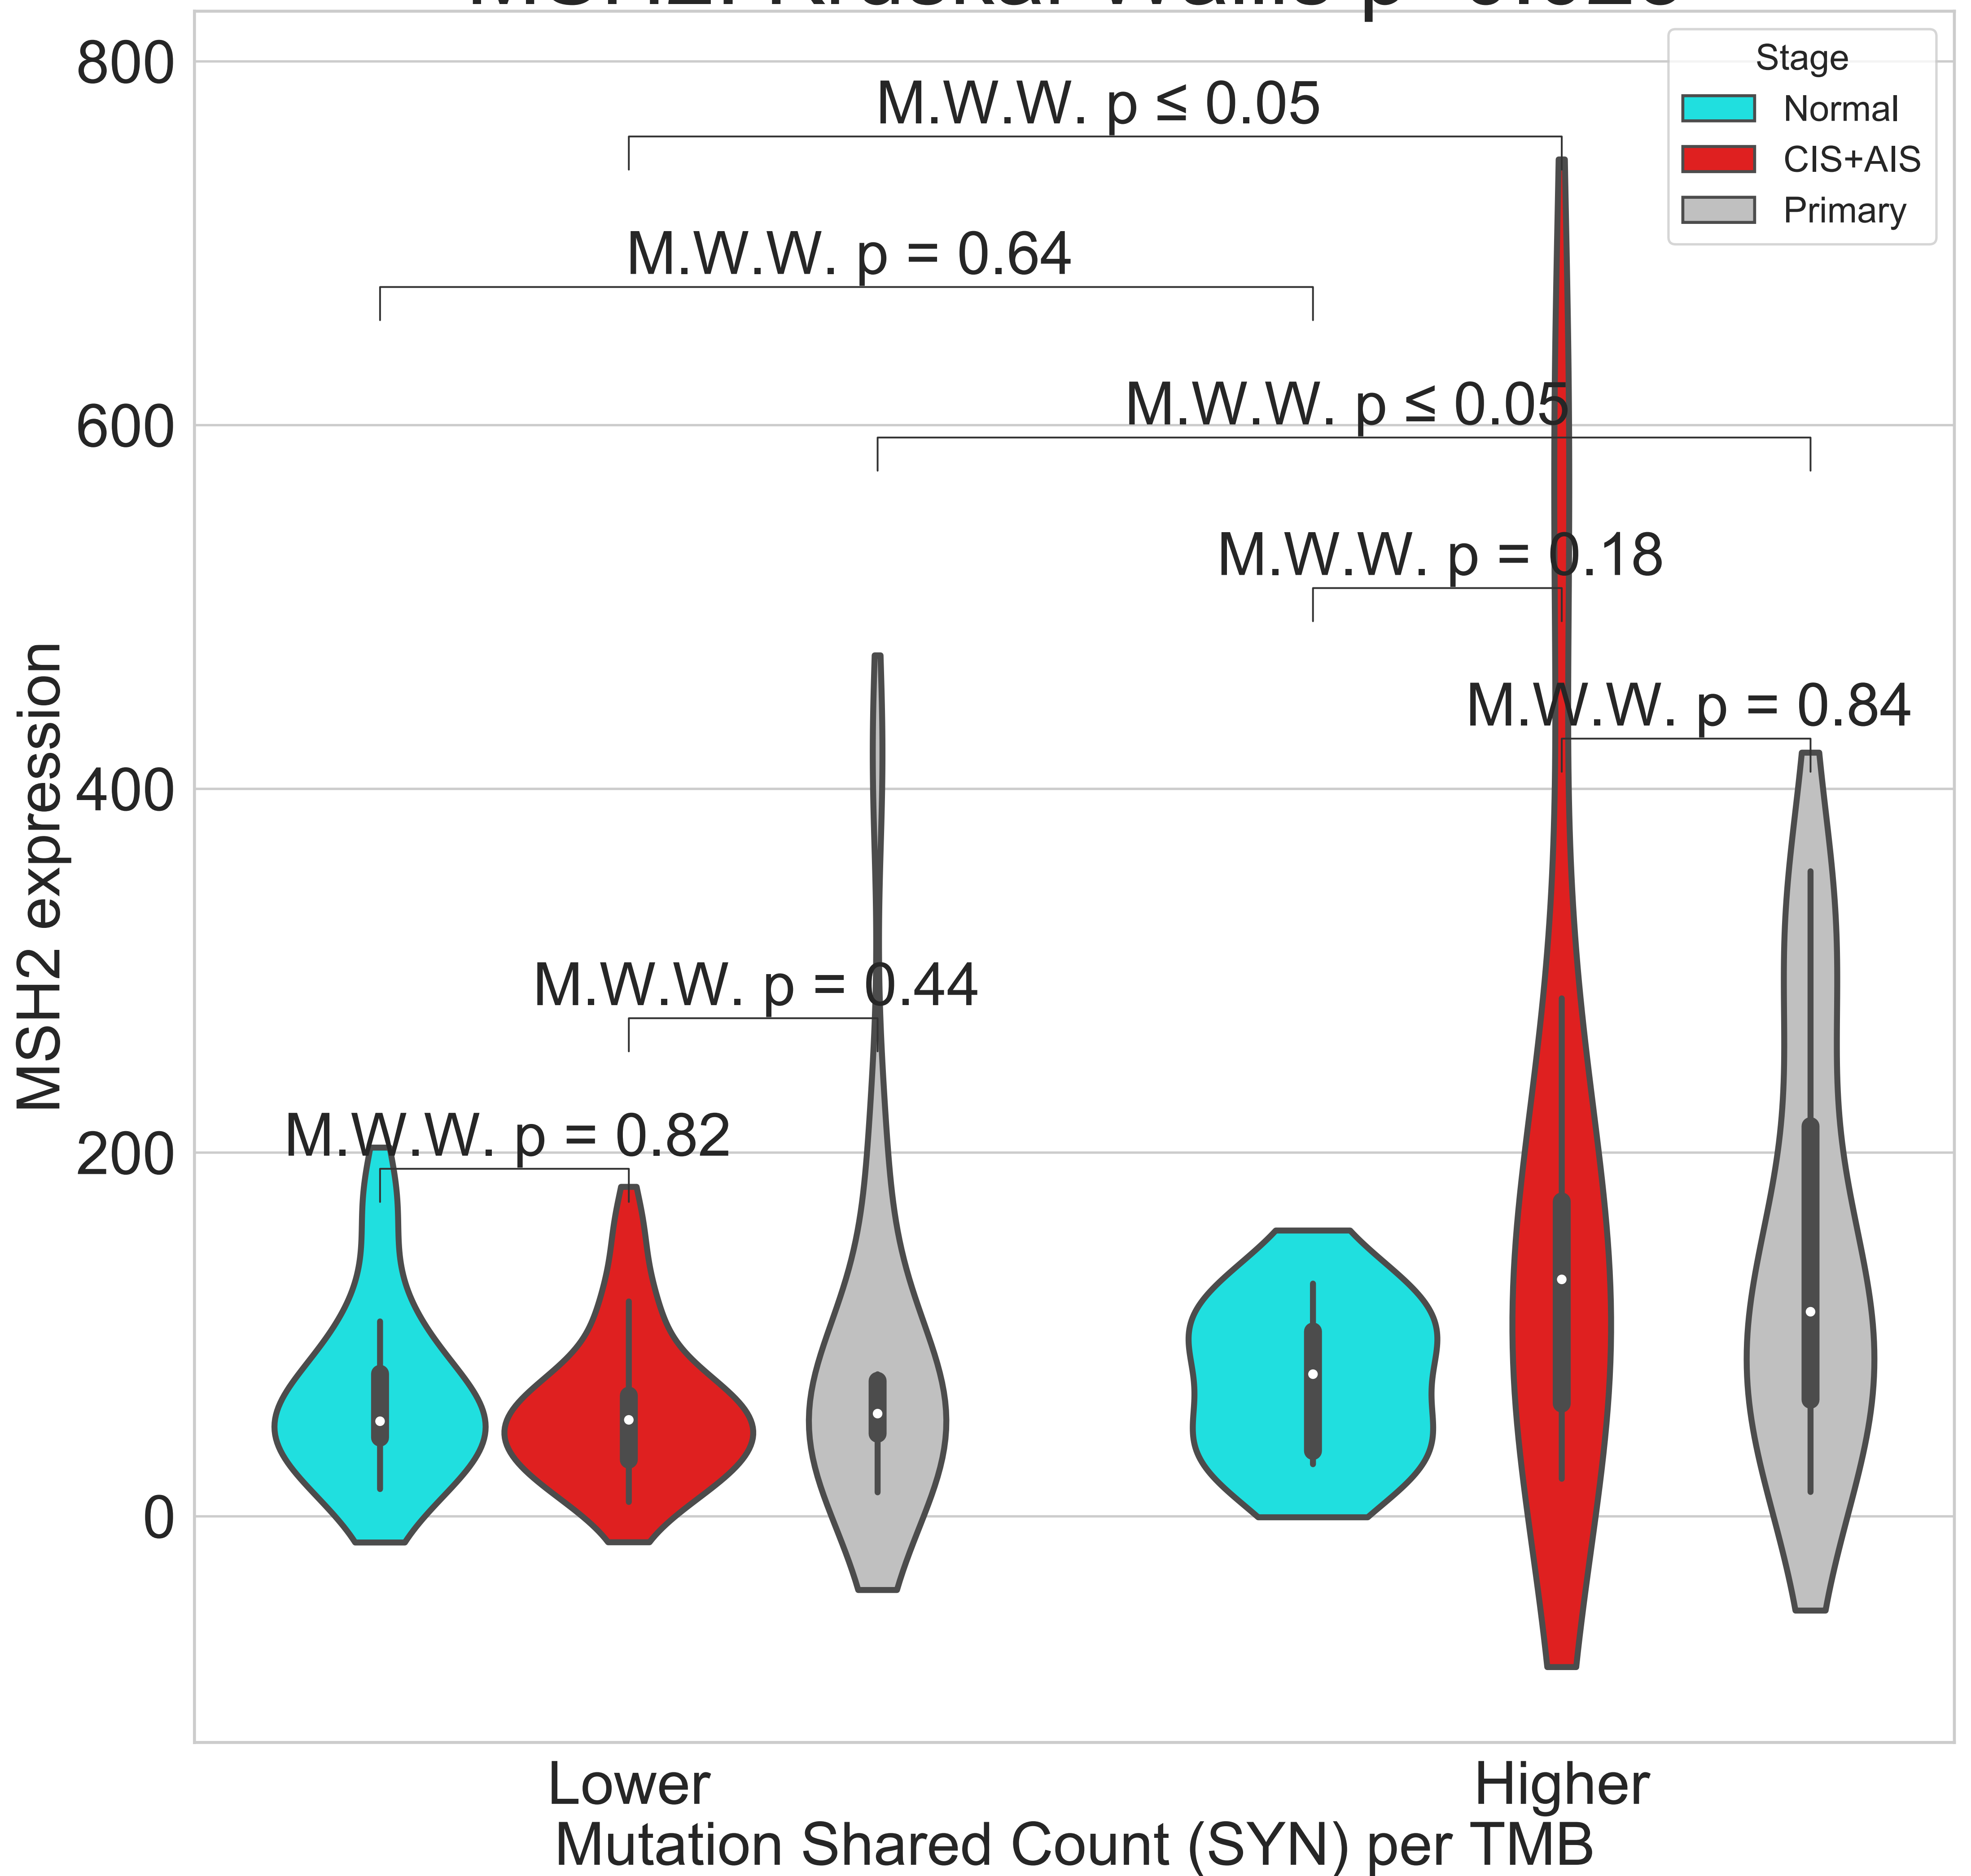 800
600
400
200
0
MSH2 expression
Stage
Normal
CIS+AIS
Primary
M.W.W. p ≤ 0.05
M.W.W. p = 0.64
M.W.W. p ≤ 0.05
M.W.W. p = 0.18
M.W.W. p = 0.84
M.W.W. p = 0.44
M.W.W. p = 0.82
Lower
Higher
Mutation Shared Count (SYN) per TMB